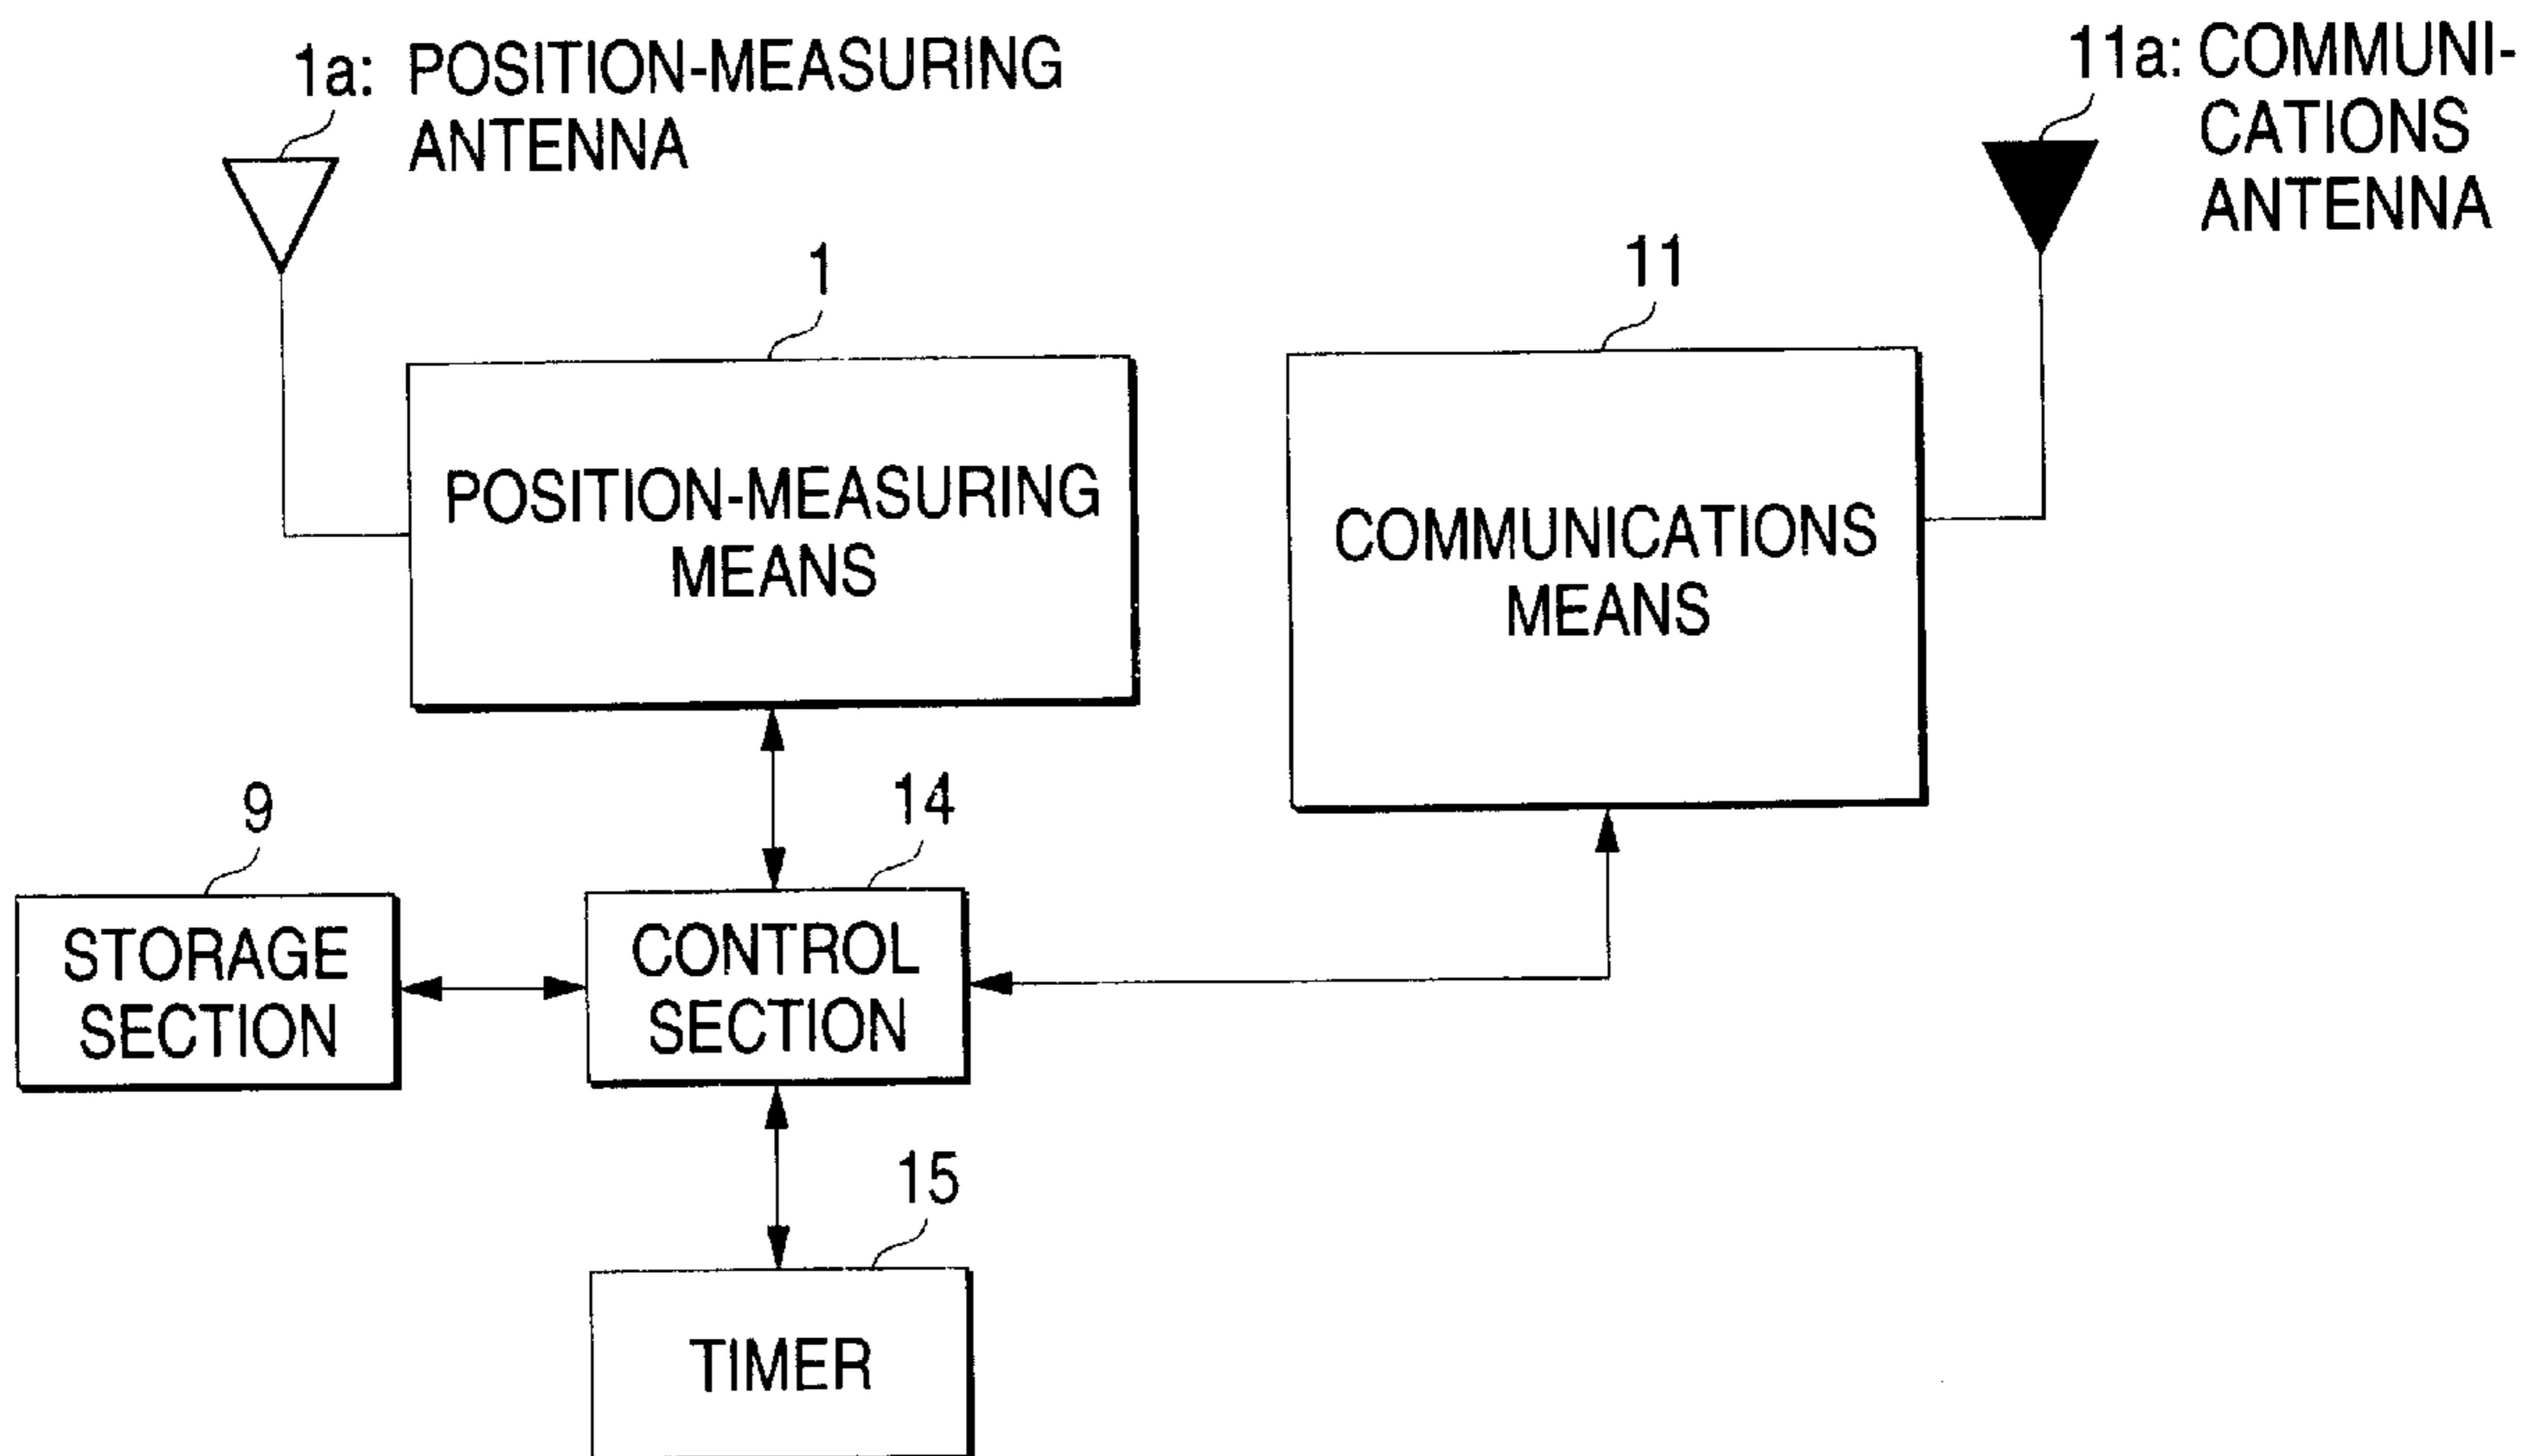 1a: POSITION-MEASURING
ANTENNA
11a: COMMUNI-
CATIONS
ANTENNA
1
11
POSITION-MEASURING
MEANS
COMMUNICATIONS
MEANS
9
14
STORAGE
SECTION
CONTROL
SECTION
15
TIMER